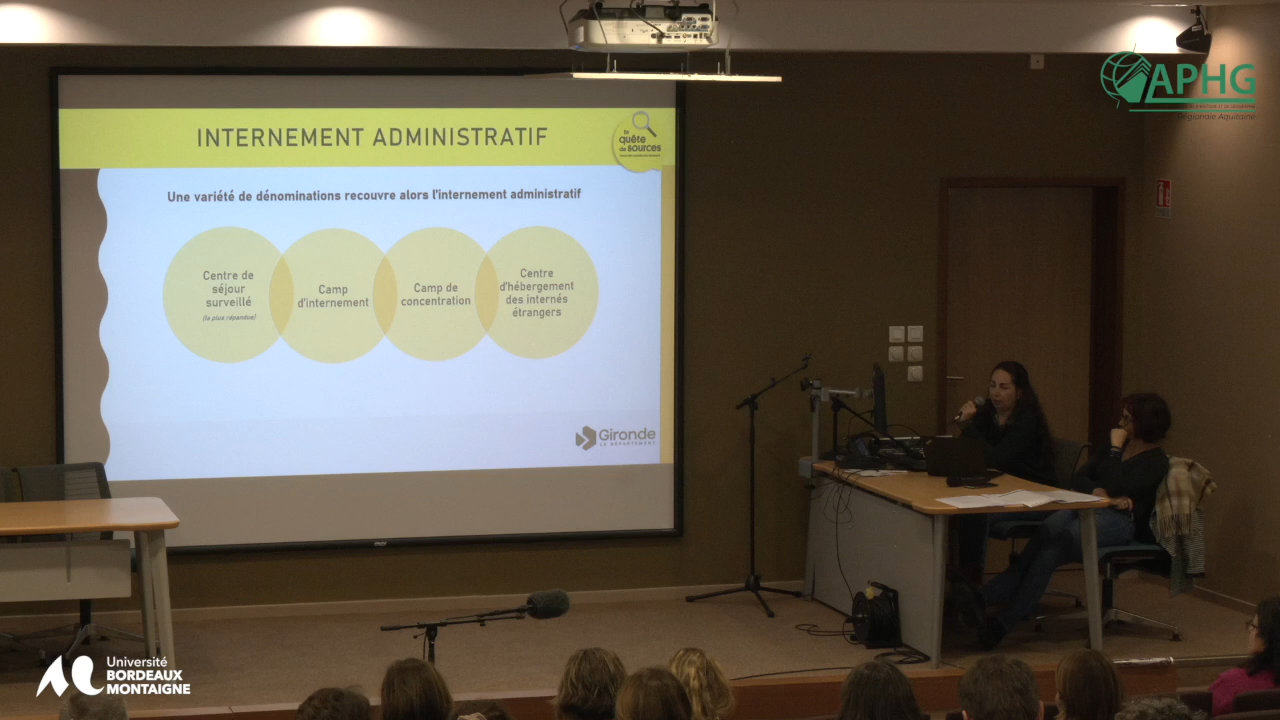 INTERNEMENT ADMINISTRATIF
la
quête
de sources
Une variété de dénominations recouvre alors l'internement administratif
Centre de
séjour
surveillé
(la plus répandue)
Camp
d'internement
Camp de
concentration
Centre
d'hébergement
des internés
étrangers
Gironde
LE DÉPARTEMENT
APHG
Régionale Aquitaine
Université
BORDEAUX
MONTAIGNE